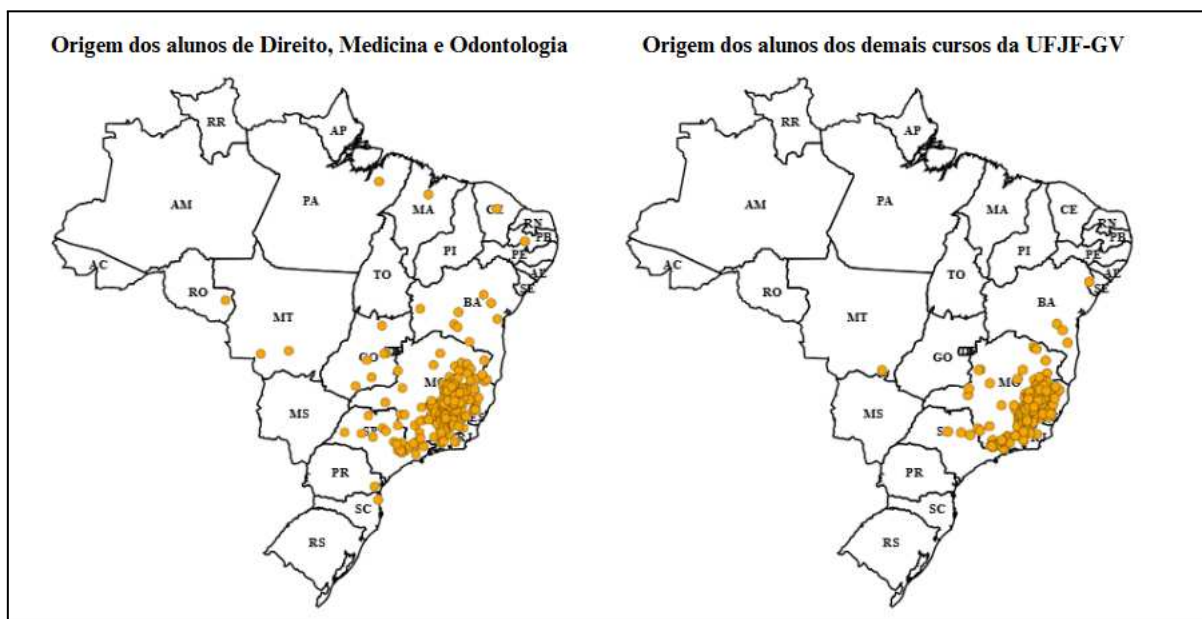 Origem dos alunos de Direito, Medicina e Odontologia
Origem dos alunos dos demais cursos da UFJF-GV
RR
AP
AM
PA
MA
RN
PB
PI
PE
AC
TO
SE
RO
BA
MT
GO
MS
PR
SC
RS
RR
AP
AM
PA
MA
CE
RN
PB
PI
PE
AC
TO
SE
RO
BA
MT
GO
MG
MS
PR
SC
RS